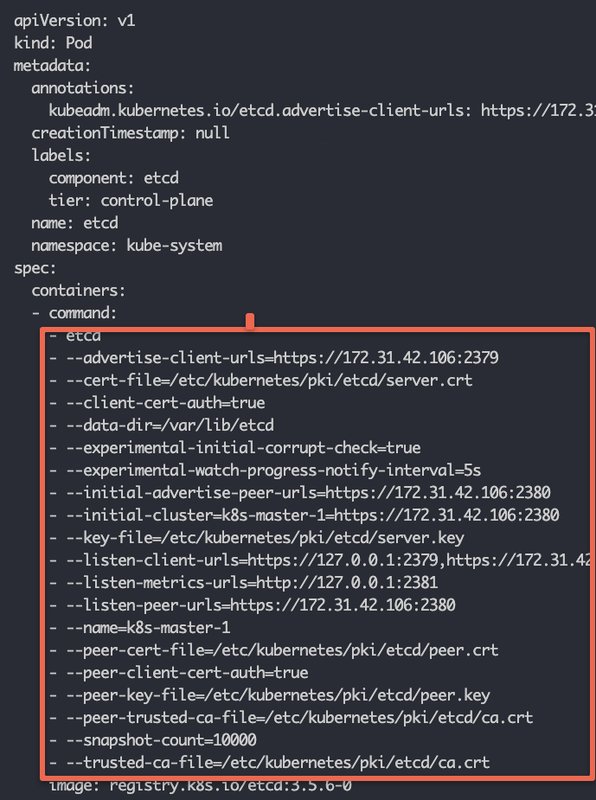 apiVersion: v1
kind: Pod
metadata:
  annotations:
    kubeadm.kubernetes.io/etcd.advertise-client-urls: https://172.31
  creationTimestamp: null
  labels:
    component: etcd
    tier: control-plane
  name: etcd
  namespace: kube-system
spec:
  containers:
  - command:
    - etcd
    - --advertise-client-urls=https://172.31.42.106:2379
    - --cert-file=/etc/kubernetes/pki/etcd/server.crt
    - --client-cert-auth=true
    - --data-dir=/var/lib/etcd
    - --experimental-initial-corrupt-check=true
    - --experimental-watch-progress-notify-interval=5s
    - --initial-advertise-peer-urls=https://172.31.42.106:2380
    - --initial-cluster=k8s-master-1=https://172.31.42.106:2380
    - --key-file=/etc/kubernetes/pki/etcd/server.key
    - --listen-client-urls=https://127.0.0.1:2379,https://172.31.42
    - --listen-metrics-urls=http://127.0.0.1:2381
    - --listen-peer-urls=https://172.31.42.106:2380
    - --name=k8s-master-1
    - --peer-cert-file=/etc/kubernetes/pki/etcd/peer.crt
    - --peer-client-cert-auth=true
    - --peer-key-file=/etc/kubernetes/pki/etcd/peer.key
    - --peer-trusted-ca-file=/etc/kubernetes/pki/etcd/ca.crt
    - --snapshot-count=10000
    - --trusted-ca-file=/etc/kubernetes/pki/etcd/ca.crt
    image: registry.k8s.io/etcd:3.5.6-0